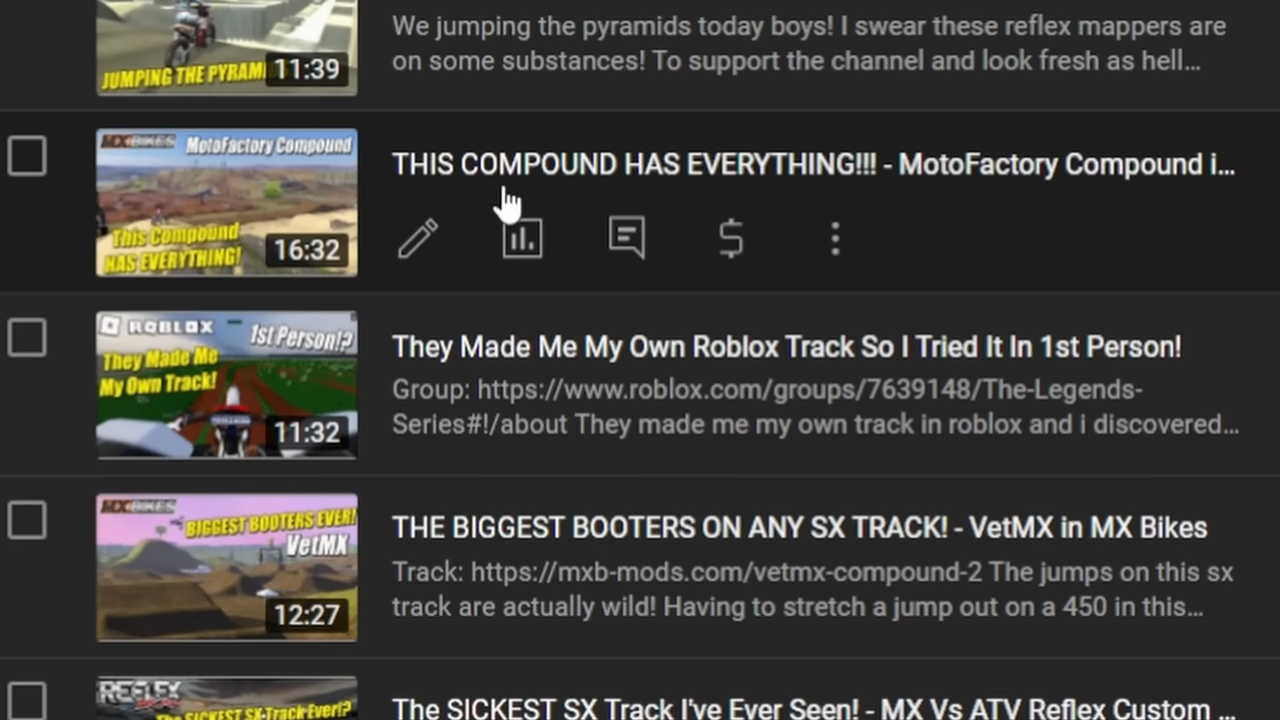 We jumping the pyramids today boys! I swear these reflex mappers are
on some substances! To support the channel and look fresh as hell…
JUMPING THE PYRAMI
11:39
MX BIKES
MotoFactory Compound
This Compound
HAS EVERYTHING!
16:32
THIS COMPOUND HAS EVERYTHING!!! - MotoFactory Compound i…
ROBLOX
1st Person!?
They Made Me
My Own Track!
11:32
They Made Me My Own Roblox Track So I Tried It In 1st Person!
Group: https://www.roblox.com/groups/7639148/The-Legends-
Series#!/about They made me my own track in roblox and i discovered…
MX BIKES
BIGGEST BOOTERS EVER!
VetMX
12:27
THE BIGGEST BOOTERS ON ANY SX TRACK! - VetMX in MX Bikes
Track: https://mxb-mods.com/vetmx-compound-2 The jumps on this sx
track are actually wild! Having to stretch a jump out on a 450 in this…
REFLEX
The SICKEST SX Track Ever!?
The SICKEST SX Track I've Ever Seen! - MX Vs ATV Reflex Custom …